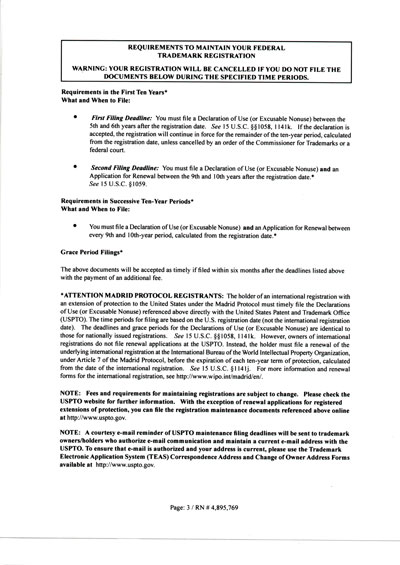 REQUIREMENTS TO MAINTAIN YOUR FEDERAL
TRADEMARK REGISTRATION
WARNING: YOUR REGISTRATION WILL BE CANCELLED IF YOU DO NOT FILE THE
DOCUMENTS BELOW DURING THE SPECIFIED TIME PERIODS.
Requirements in the First Ten Years*
What and When to File:
• First Filing Deadline: You must file a Declaration of Use (or Excusable Nonuse) between the
5th and 6th years after the registration date. See 15 U.S.C. §§1058, 1141k. If the declaration is
accepted, the registration will continue in force for the remainder of the ten-year period, calculated
from the registration date, unless cancelled by an order of the Commissioner for Trademarks or a
federal court.
• Second Filing Deadline: You must file a Declaration of Use (or Excusable Nonuse) and an
Application for Renewal between the 9th and 10th years after the registration date.*
See 15 U.S.C. §1059.
Requirements in Successive Ten-Year Periods*
What and When to File:
• You must file a Declaration of Use (or Excusable Nonuse) and an Application for Renewal between
every 9th and 10th-year period, calculated from the registration date.*
Grace Period Filings*
The above documents will be accepted as timely if filed within six months after the deadlines listed above
with the payment of an additional fee.
*ATTENTION MADRID PROTOCOL REGISTRANTS: The holder of an international registration with
an extension of protection to the United States under the Madrid Protocol must timely file the Declarations
of Use (or Excusable Nonuse) referenced above directly with the United States Patent and Trademark Office
(USPTO). The time periods for filing are based on the U.S. registration date (not the international registration
date). The deadlines and grace periods for the Declarations of Use (or Excusable Nonuse) are identical to
those for nationally issued registrations. See 15 U.S.C. §§1058, 1141k. However, owners of international
registrations do not file renewal applications at the USPTO. Instead, the holder must file a renewal of the
underlying international registration at the International Bureau of the World Intellectual Property Organization,
under Article 7 of the Madrid Protocol, before the expiration of each ten-year term of protection, calculated
from the date of the international registration. See 15 U.S.C. §1141j. For more information and renewal
forms for the international registration, see http://www.wipo.int/madrid/en/.
NOTE: Fees and requirements for maintaining registrations are subject to change. Please check the
USPTO website for further information. With the exception of renewal applications for registered
extensions of protection, you can file the registration maintenance documents referenced above online
at http://www.uspto.gov.
NOTE: A courtesy e-mail reminder of USPTO maintenance filing deadlines will be sent to trademark
owners/holders who authorize e-mail communication and maintain a current e-mail address with the
USPTO. To ensure that e-mail is authorized and your address is current, please use the Trademark
Electronic Application System (TEAS) Correspondence Address and Change of Owner Address Forms
available at http://www.uspto.gov.
Page: 3 / RN # 4,895,769